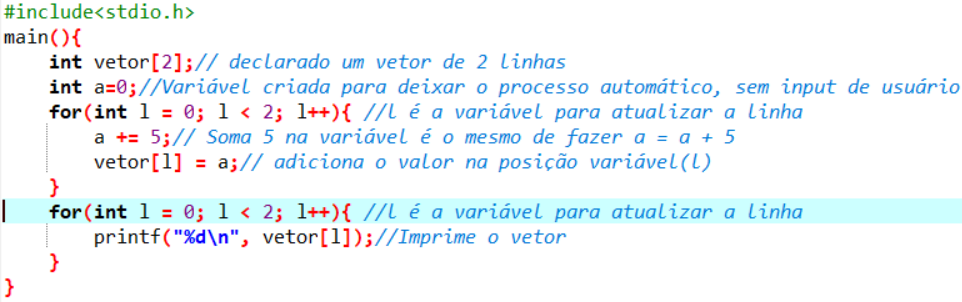 #include<stdio.h>
main(){
int vetor[2];// declarado um vetor de 2 linhas
int a=0;//Variável criada para deixar o processo automático, sem input de usuário
for(int l = 0; l < 2; l++){ //l é a variável para atualizar a linha
a += 5;// Soma 5 na variável é o mesmo de fazer a = a + 5
vetor[l] = a;// adiciona o valor na posição variável(l)
}
for(int l = 0; l < 2; l++){ //l é a variável para atualizar a linha
printf("%d\n", vetor[l]);//Imprime o vetor
}
}